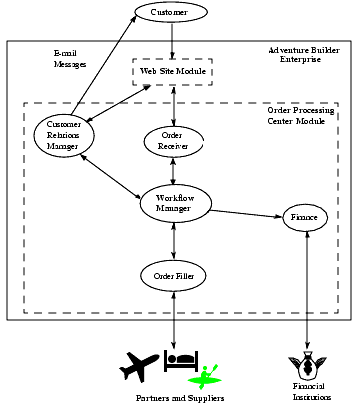 Customer
E-mail
Messages
Adventure Builder
Enterprise
Web Site Module
Order Processing
Center Module
Customer
Relations
Manager
Order
Receiver
Workflow
Manager
Finance
Order Filler
Partners and Suppliers
Financial
Institutions